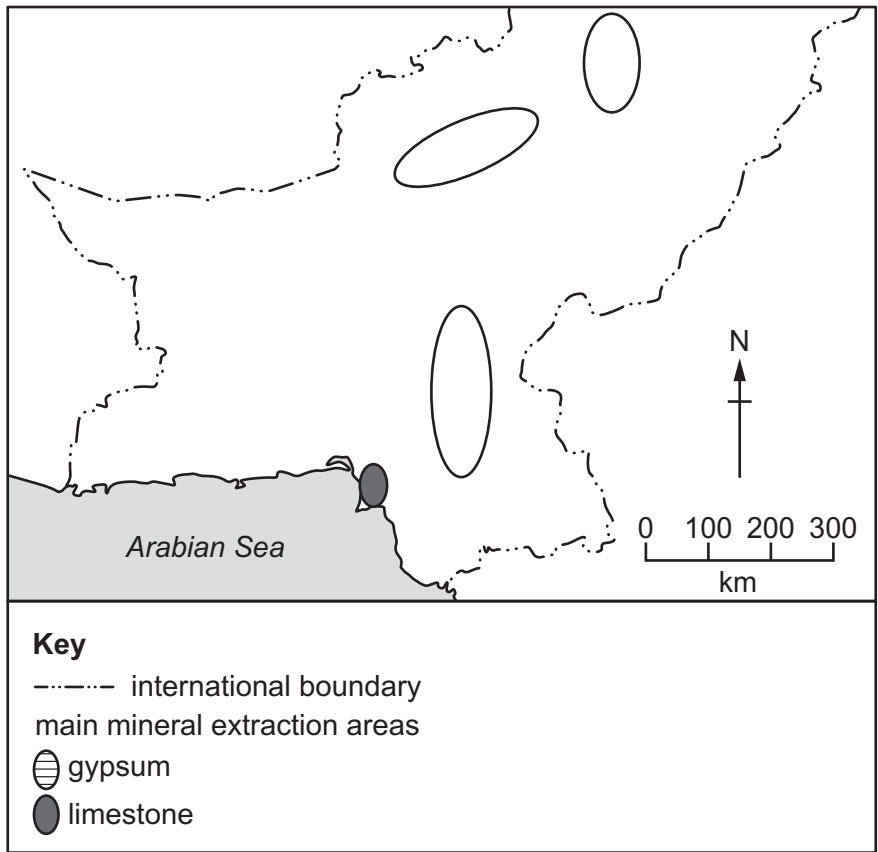 N
0 100 200 300
km
Arabian Sea
Key
international boundary
main mineral extraction areas
gypsum
limestone